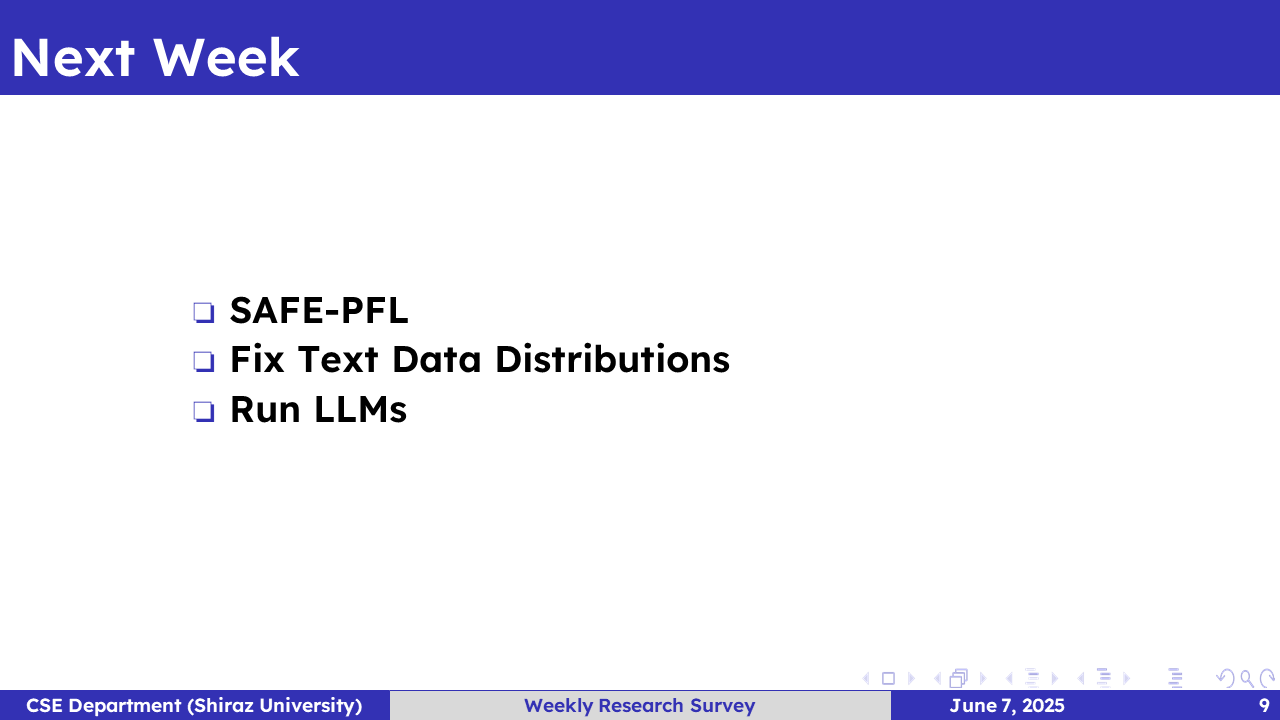 Next Week
❏ SAFE-PFL
❏ Fix Text Data Distributions
❏ Run LLMs
CSE Department (Shiraz University)
Weekly Research Survey
June 7, 2025
9